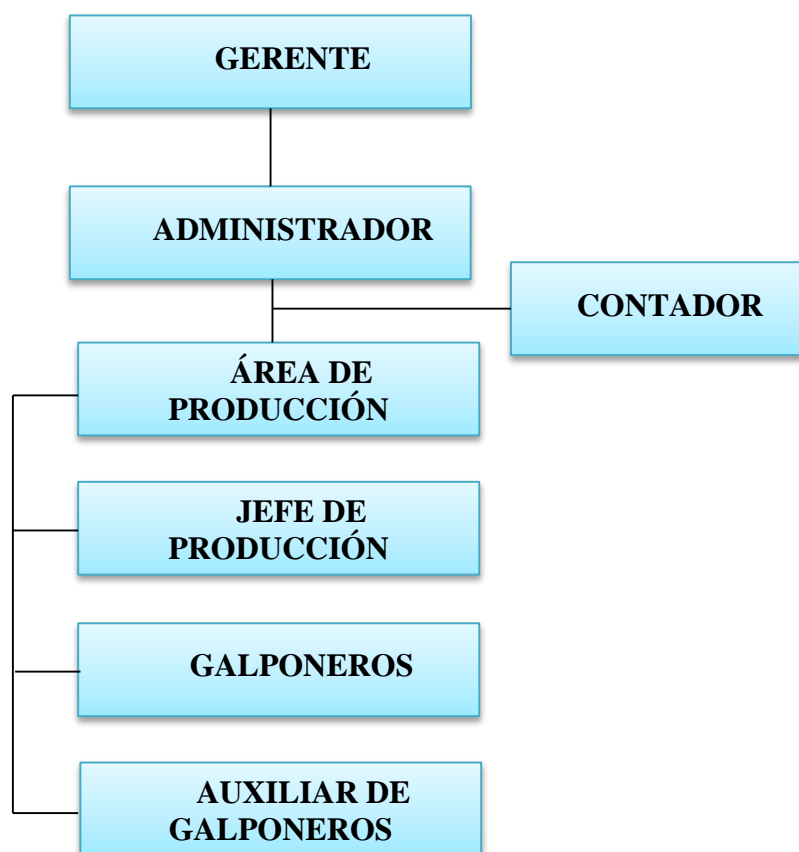 GERENTE
ADMINISTRADOR
CONTADOR
ÁREA DE
PRODUCCIÓN
JEFE DE
PRODUCCIÓN
GALPONEROS
AUXILIAR DE
GALPONEROS